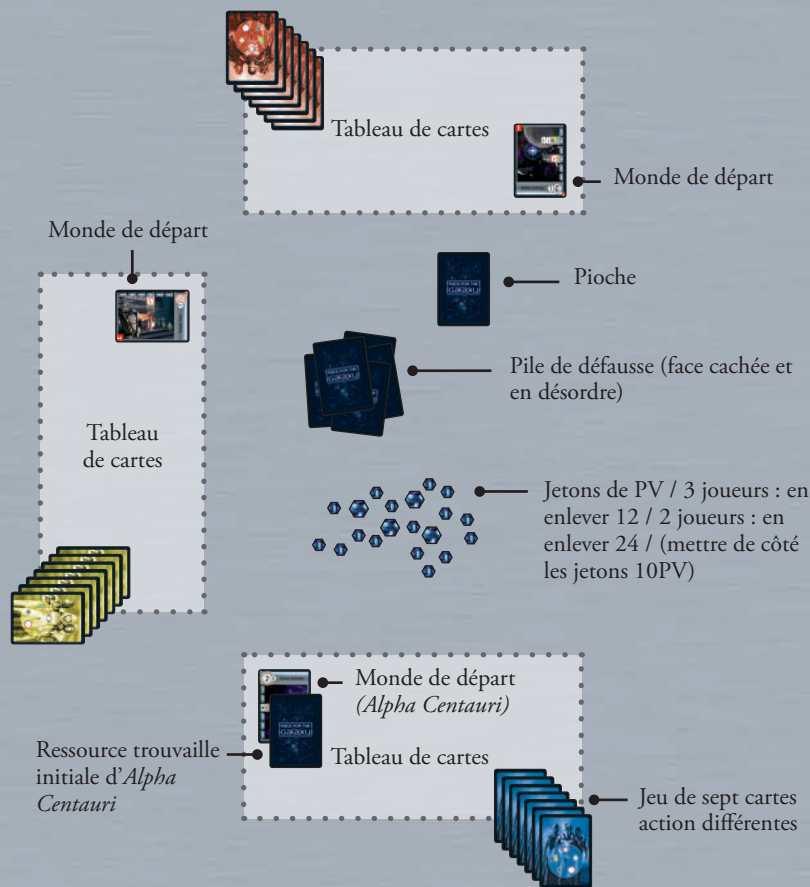 Tableau de cartes
Monde de départ
Monde de départ
Pioche
Pile de défausse (face cachée et
en désordre)
Tableau
de cartes
Jetons de PV / 3 joueurs : en
enlever 12 / 2 joueurs : en
enlever 24 / (mettre de côté
les jetons 10PV)
Monde de départ
(Alpha Centauri)
Ressource trouvaille
initiale d'Alpha
Centauri
Tableau de cartes
Jeu de sept cartes
action différentes